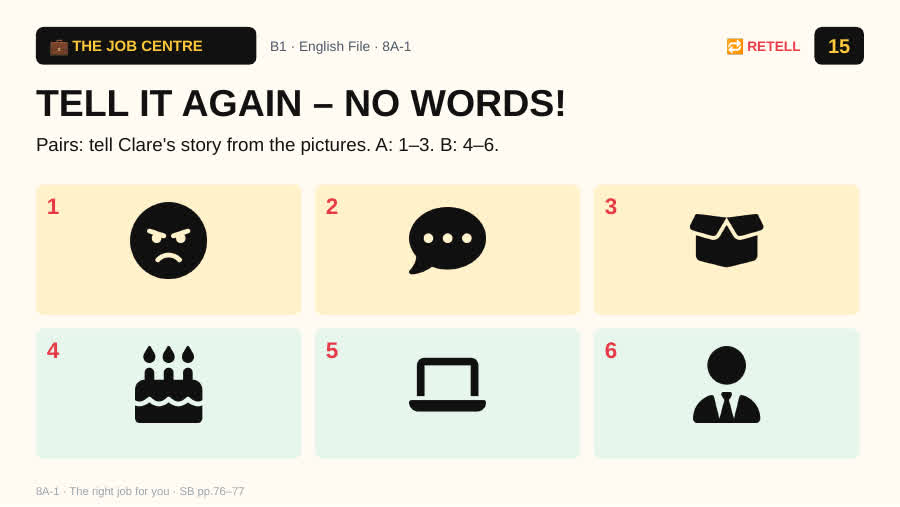 💼 THE JOB CENTRE
B1 · English File · 8A-1
🔁 RETELL
15
TELL IT AGAIN – NO WORDS!
Pairs: tell Clare's story from the pictures. A: 1–3. B: 4–6.
1
2
3
4
5
6
8A-1 · The right job for you · SB pp.76–77